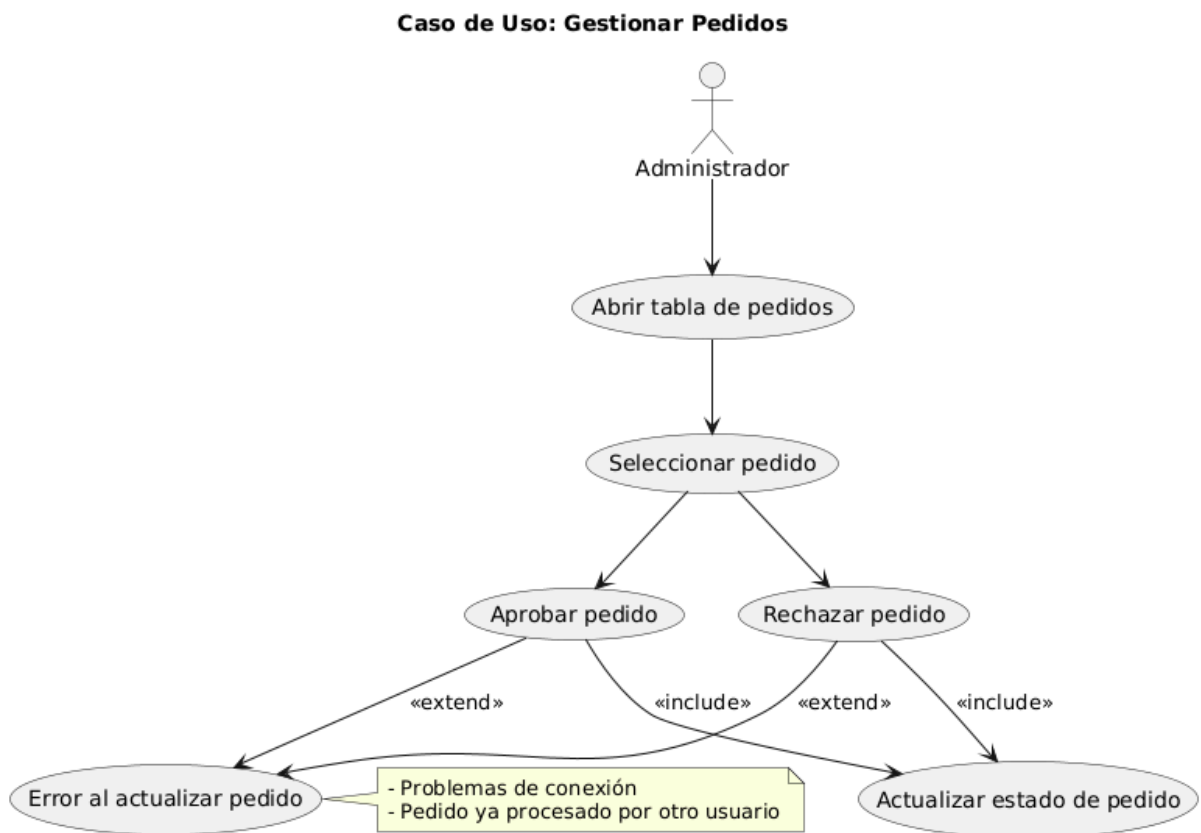 Caso de Uso: Gestionar Pedidos
Administrador
Abrir tabla de pedidos
Seleccionar pedido
Aprobar pedido
Rechazar pedido
«extend»
«include»
«extend»
«include»
Error al actualizar pedido
- Problemas de conexión
- Pedido ya procesado por otro usuario
Actualizar estado de pedido